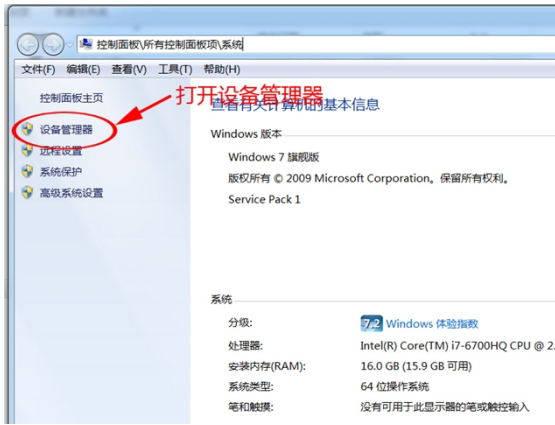 控制面板\所有控制面板项\系统
文件(F) 编辑(E) 查看(V) 工具(T) 帮助(H)
控制面板主页
打开设备管理器
查看有关计算机的基本信息
设备管理器
Windows 版本
远程设置
Windows 7 旗舰版
系统保护
版权所有 © 2009 Microsoft Corporation。保留所有权利。
高级系统设置
Service Pack 1
系统
分级: 7.2 Windows 体验指数
处理器: Intel(R) Core(TM) i7-6700HQ CPU @ 2.
安装内存(RAM): 16.0 GB (15.9 GB 可用)
系统类型: 64 位操作系统
笔和触摸: 没有可用于此显示器的笔或触控输入